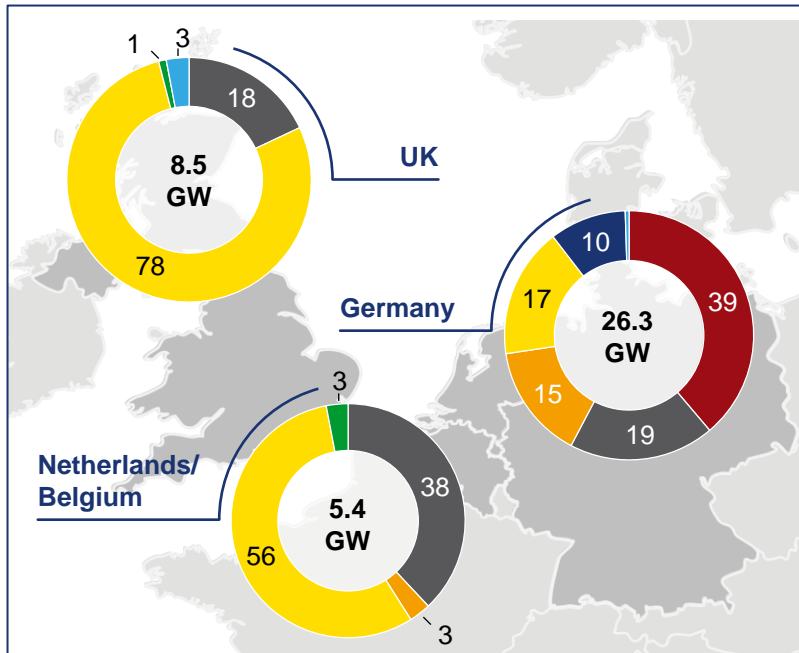 1
3
18
8.5
GW
78
UK
10
39
17
26.3
GW
15
19
Germany
3
Netherlands/
Belgium
38
5.4
GW
56
3